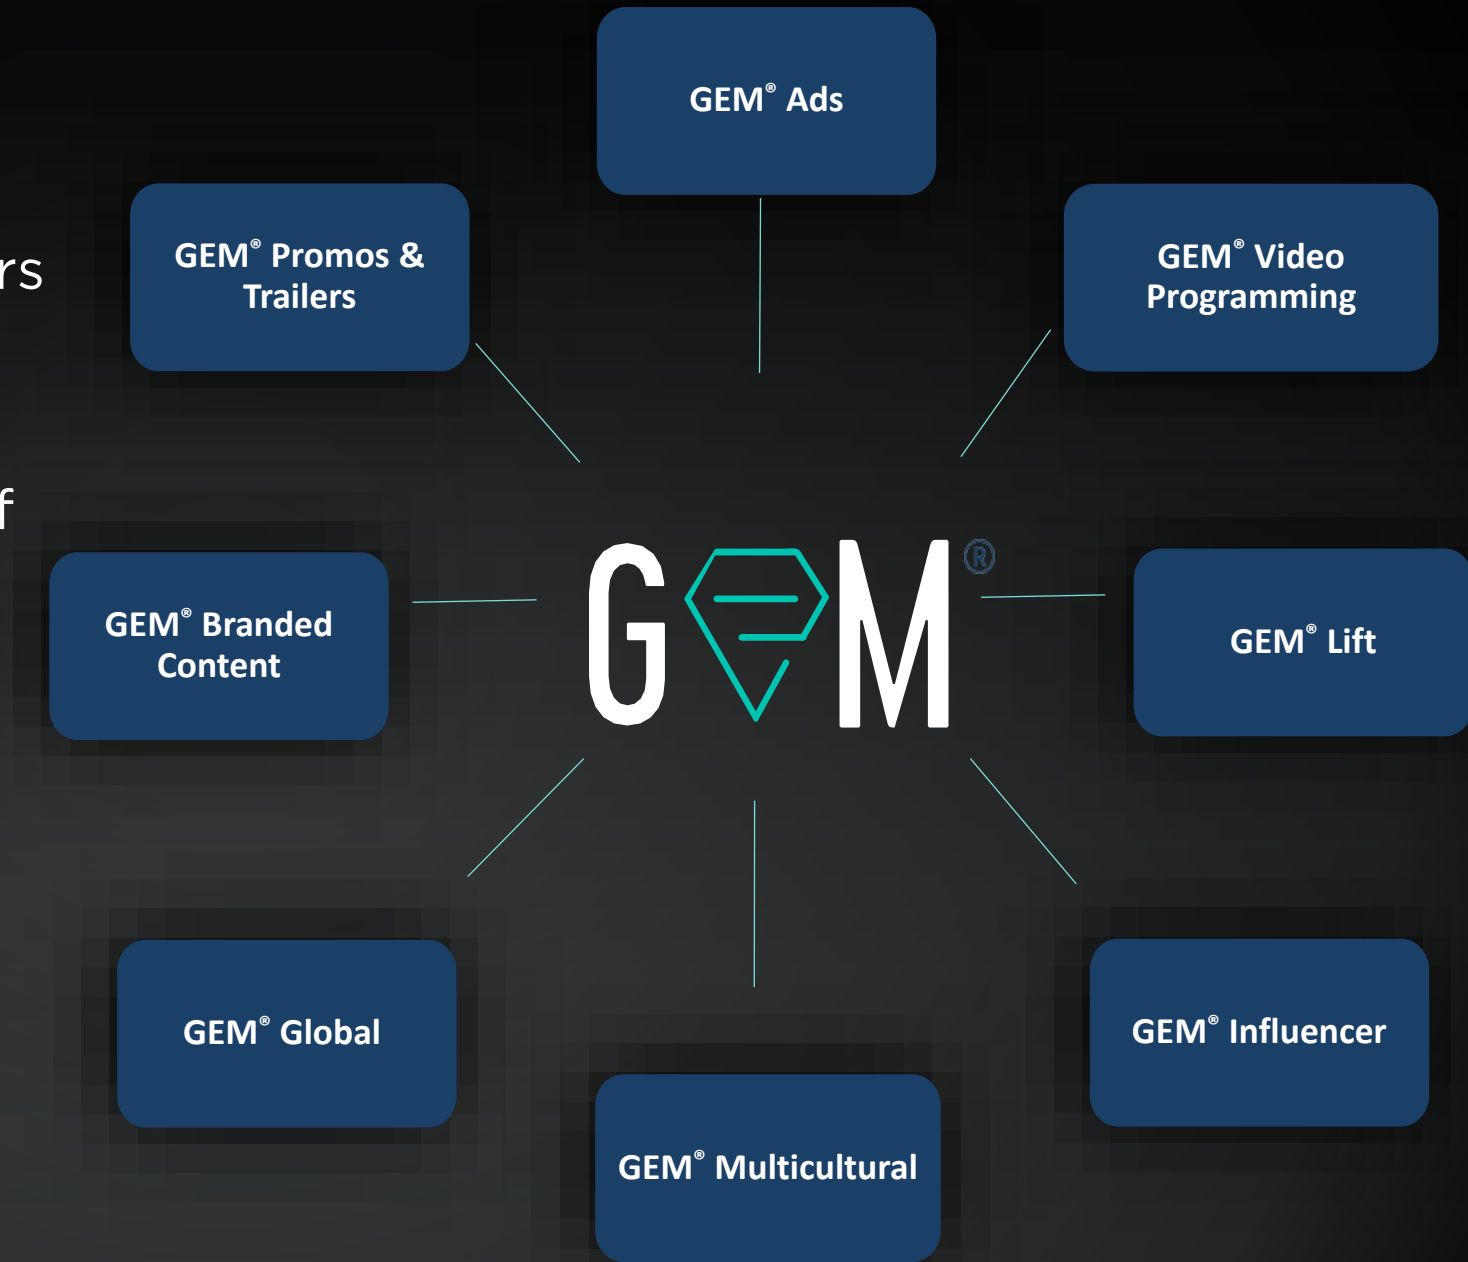 GEM® Ads
GEM® Promos &
Trailers
GEM® Video
Programming
rs
f
GEM®
GEM® Branded
Content
GEM® Lift
GEM® Global
GEM® Influencer
GEM® Multicultural